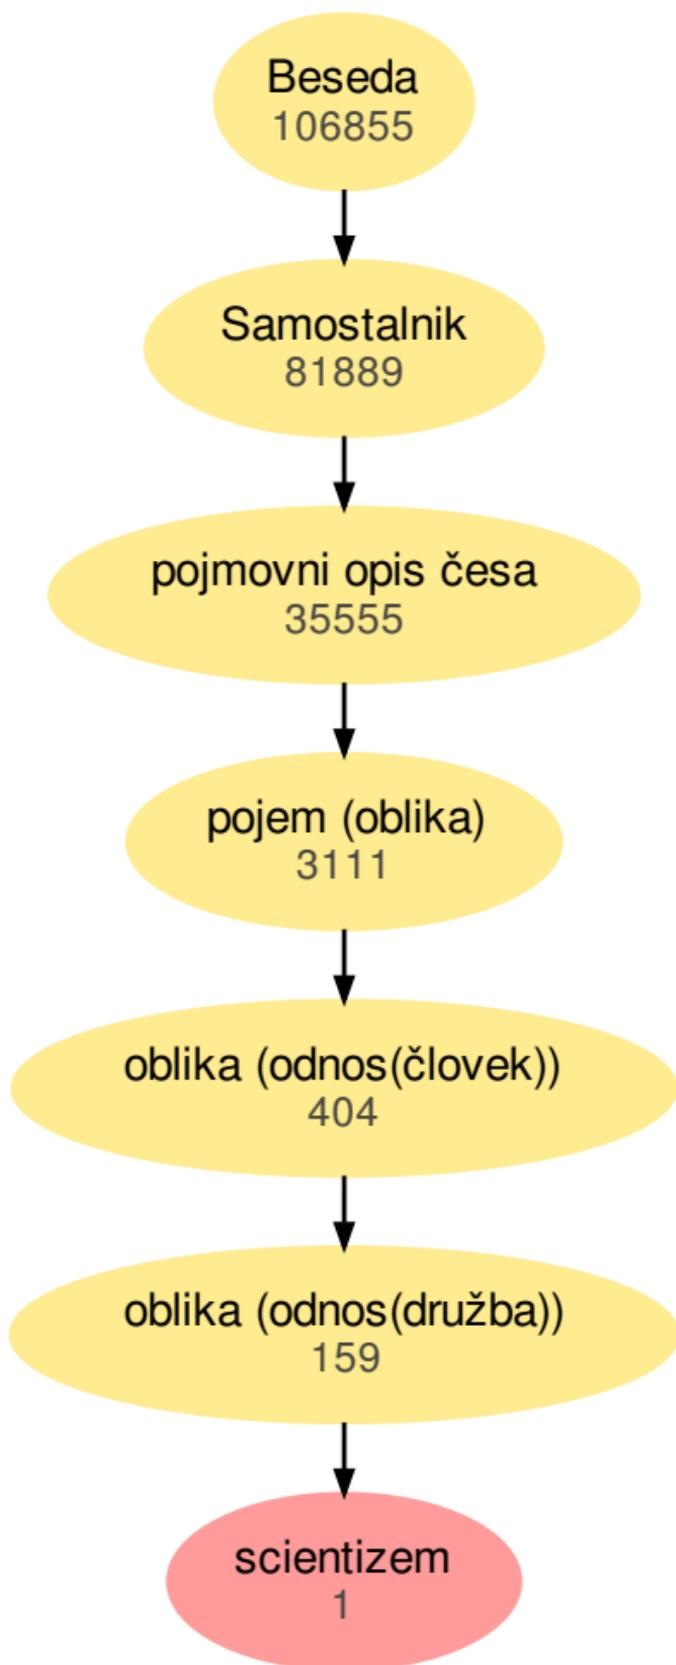 Beseda
106855
Samostalnik
81889
pojmovni opis česa
35555
pojem (oblika)
3111
oblika (odnos(človek))
404
oblika (odnos(družba))
159
scientizem
1